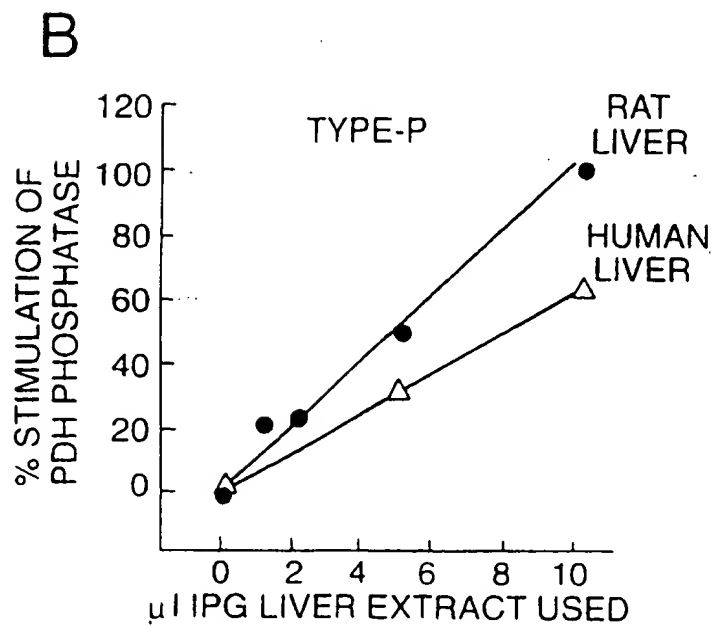 B
TYPE-P
RAT
LIVER
HUMAN
LIVER
% STIMULATION OF
PDH PHOSPHATASE
120
100
80
60
40
20
0
0 2 4 6 8 10
μl IPG LIVER EXTRACT USED